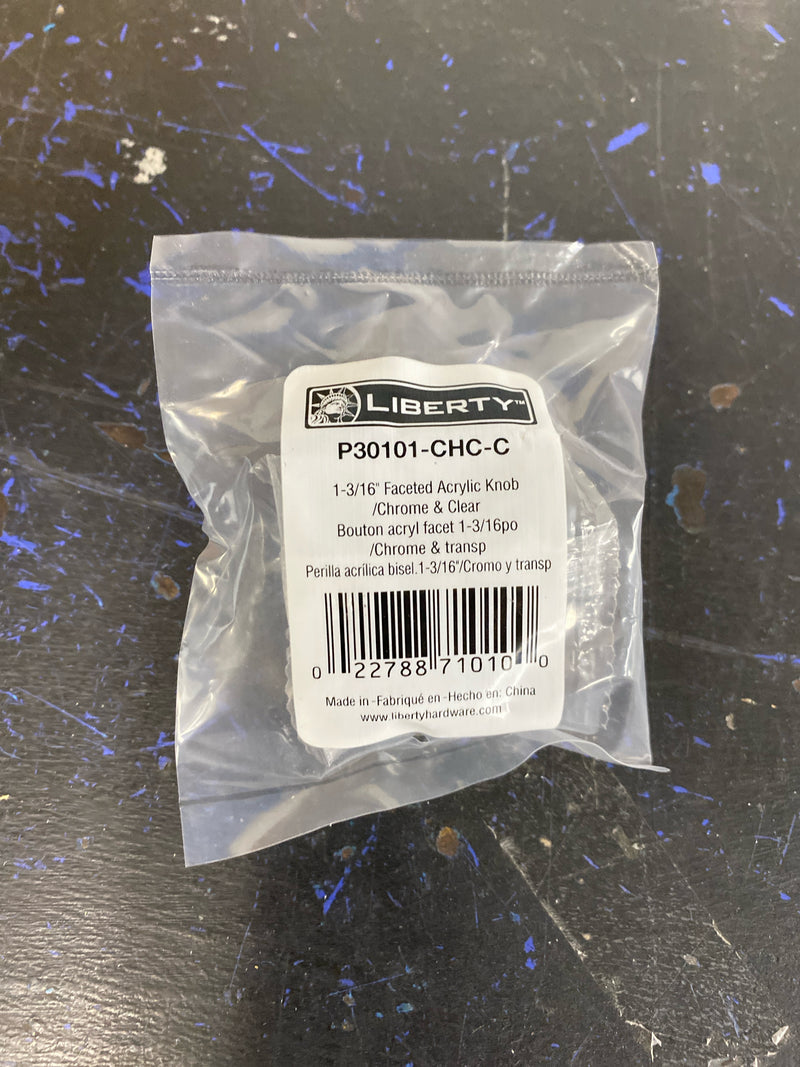 LIBERTY™
P30101-CHC-C
1-3/16" Faceted Acrylic Knob
/Chrome & Clear
Bouton acryl facet 1-3/16po
/Chrome & transp
Perilla acrílica bisel.1-3/16"/Cromo y transp
0 22788 71010 0
Made in -Fabriqué en -Hecho en: China
www.libertyhardware.com